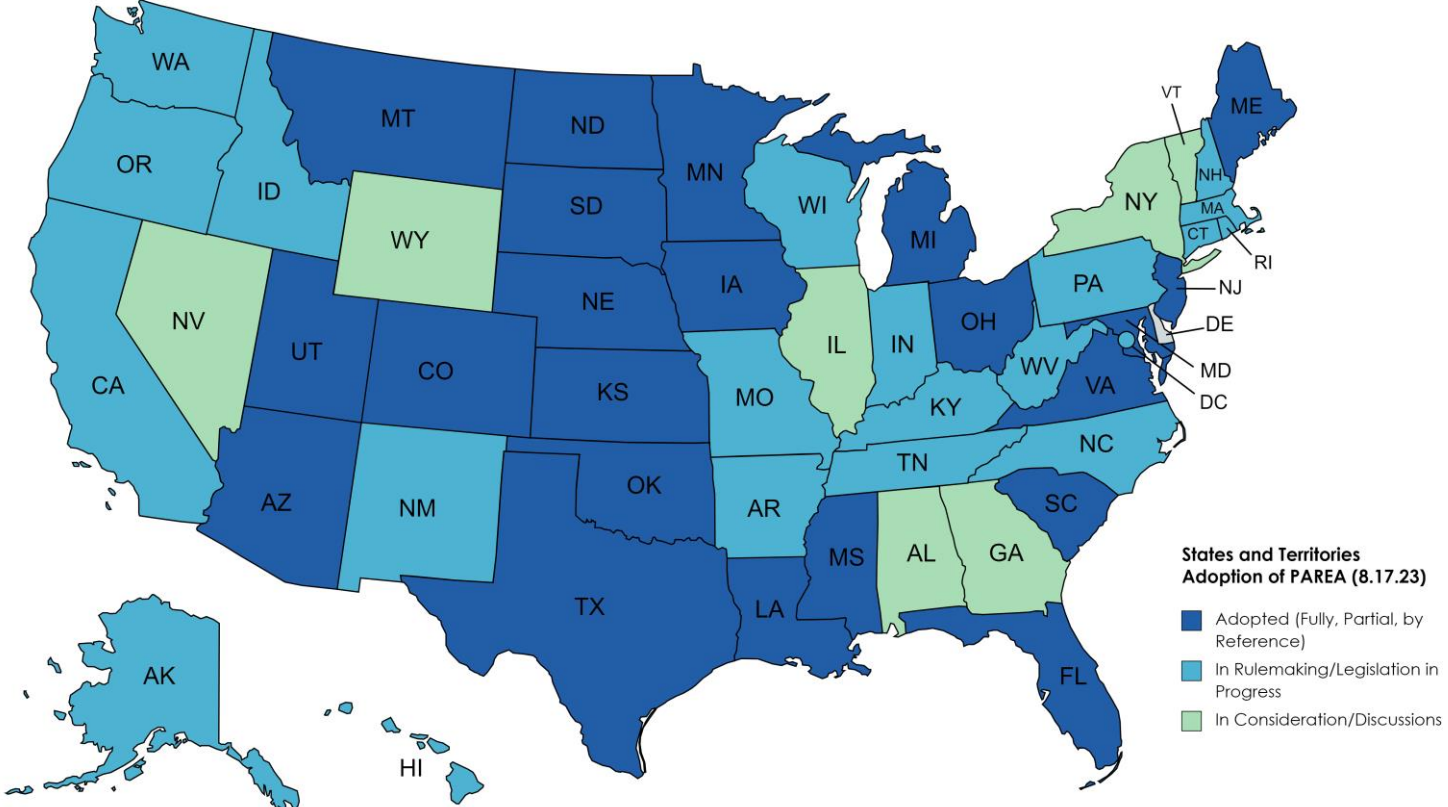 WA
MT
ND
MN
VT
ME
OR
ID
SD
WI
MI
NY
NH
MA
CT
RI
WY
NE
IA
PA
NJ
NV
UT
CO
IL
IN
OH
DE
CA
KS
MO
KY
WV
VA
MD
DC
AZ
NM
OK
AR
TN
NC
SC
TX
LA
MS
AL
GA
FL
AK
HI
States and Territories
Adoption of PAREA (8.17.23)
Adopted (Fully, Partial, by
Reference)
In Rulemaking/Legislation in
Progress
In Consideration/Discussions